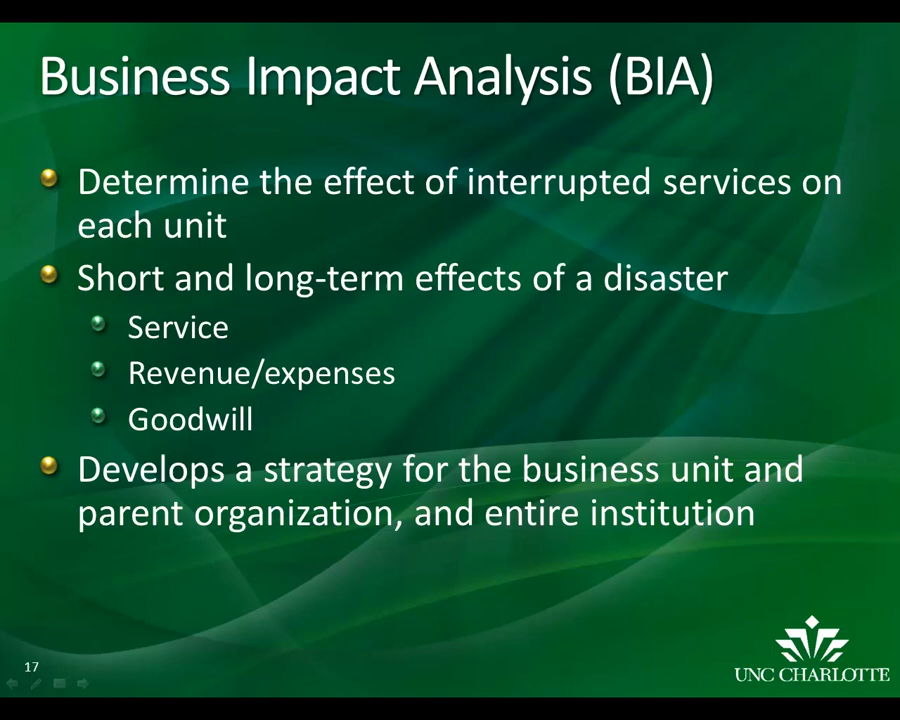 Business Impact Analysis (BIA)
Determine the effect of interrupted services on
each unit
Short and long-term effects of a disaster
Service
Revenue/expenses
Goodwill
Develops a strategy for the business unit and
parent organization, and entire institution
17
UNC CHARLOTTE